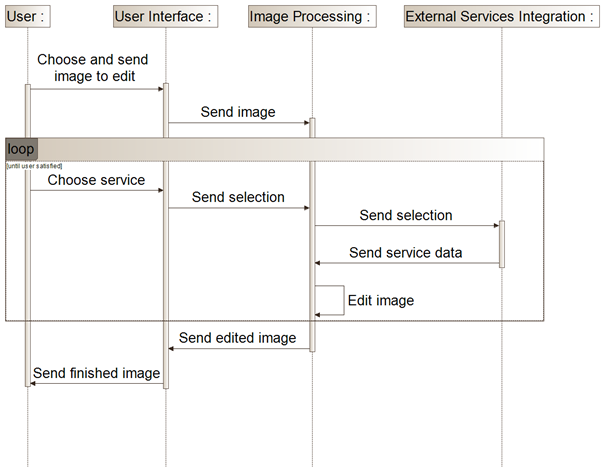 User :
User Interface :
Image Processing :
External Services Integration :
Choose and send
image to edit
Send image
loop
[until user satisfied]
Choose service
Send selection
Send selection
Send service data
Edit image
Send edited image
Send finished image